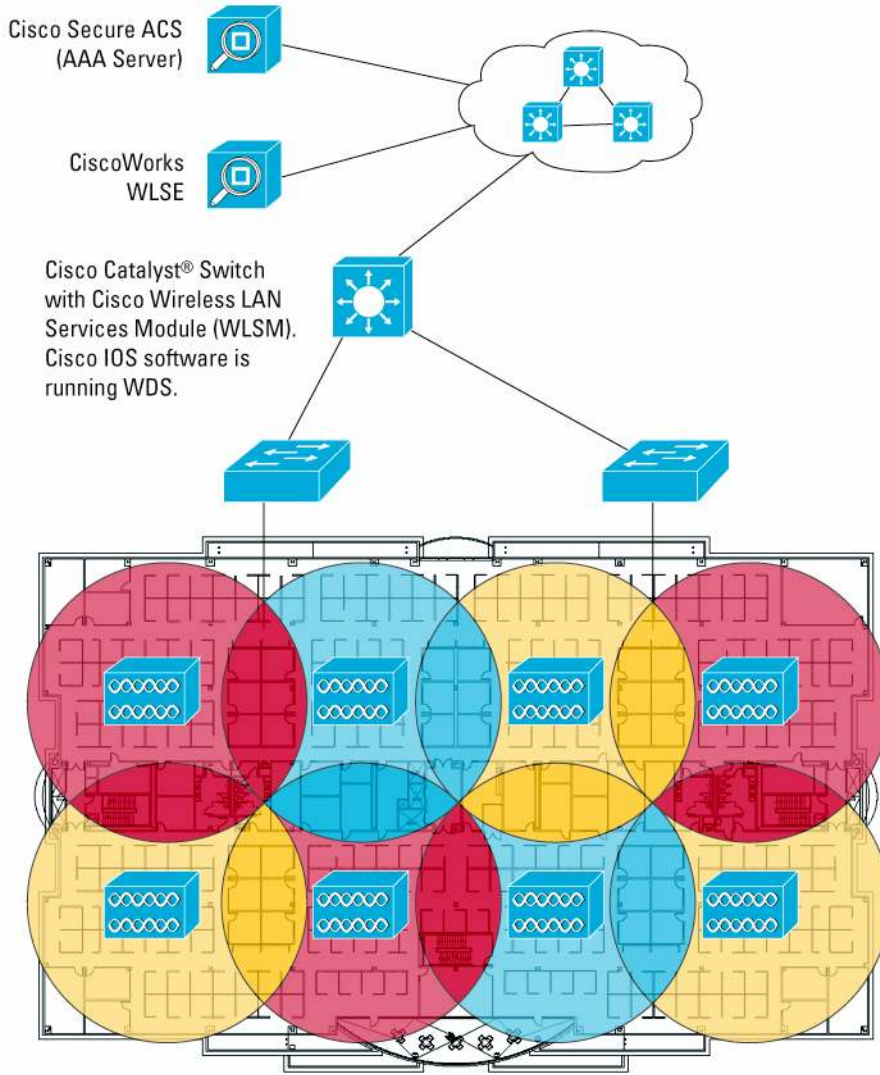 Cisco Secure ACS
(AAA Server)
CiscoWorks
WLSE
Cisco Catalyst® Switch
with Cisco Wireless LAN
Services Module (WLSM).
Cisco IOS software is
running WDS.